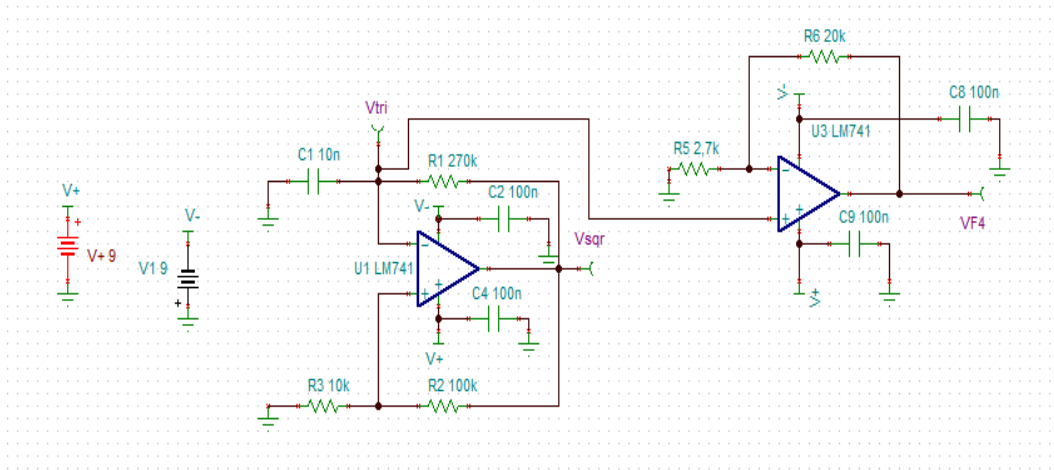 R6 20k
V-
C8 100n
Vtri
U3 LM741
C1 10n
R1 270k
R5 2,7k
C2 100n
V+
V-
V-
+
V+ 9
V1 9
+
U1 LM741
Vsqr
C9 100n
VF4
C4 100n
V+
V+
R3 10k
R2 100k